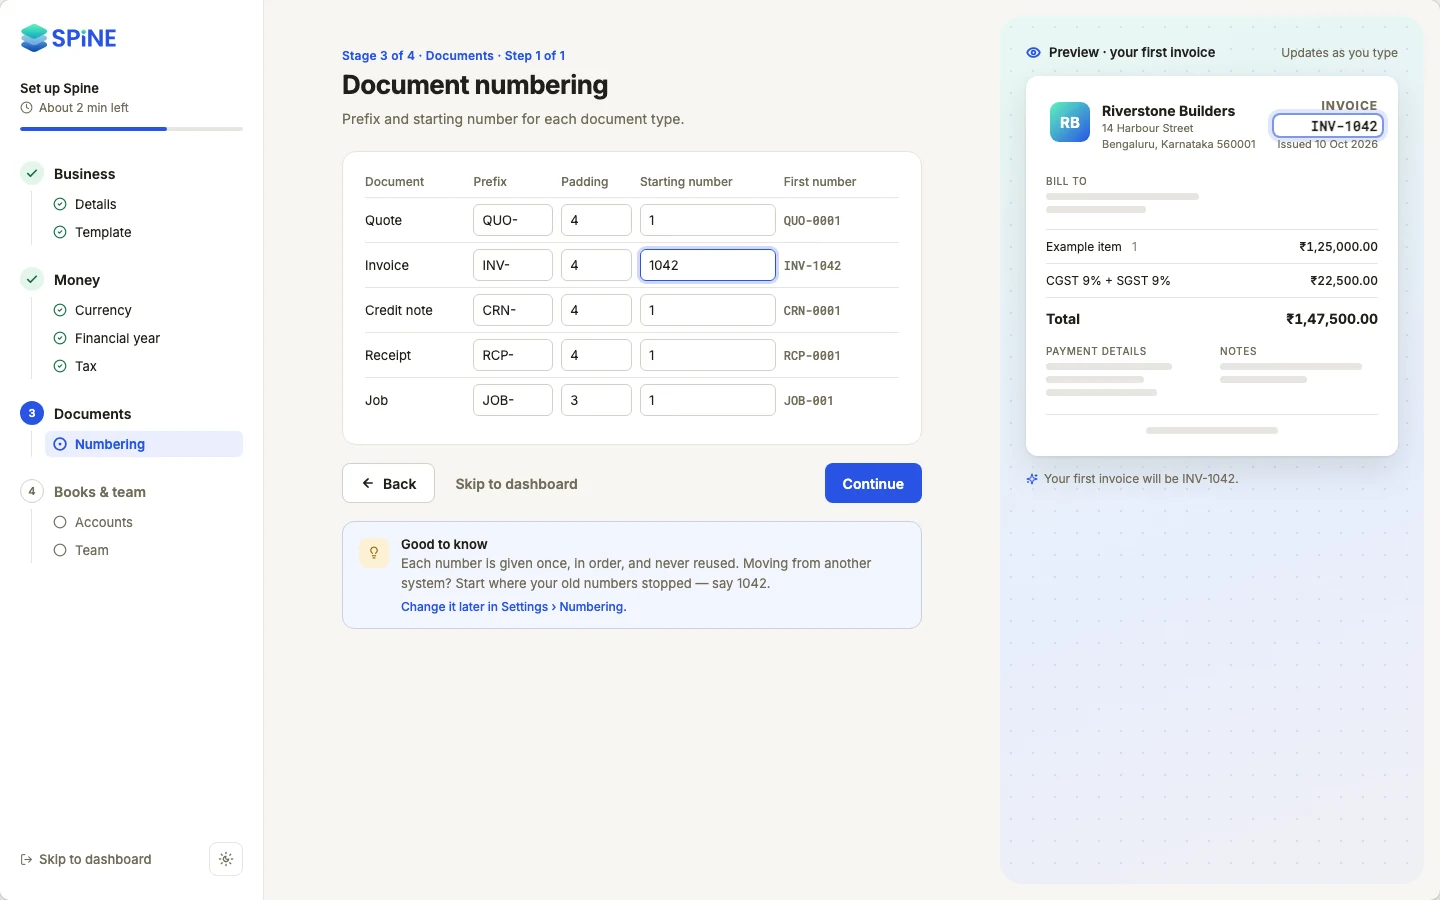 SPiNE
Set up Spine
About 2 min left
Business
Details
Template
Money
Currency
Financial year
Tax
3 Documents
Numbering
4 Books & team
Accounts
Team
Skip to dashboard
Stage 3 of 4 · Documents · Step 1 of 1
Document numbering
Prefix and starting number for each document type.
Document Prefix Padding Starting number First number
Quote QUO- 4 1 QUO-0001
Invoice INV- 4 1042 INV-1042
Credit note CRN- 4 1 CRN-0001
Receipt RCP- 4 1 RCP-0001
Job JOB- 3 1 JOB-001
Back Skip to dashboard Continue
Good to know
Each number is given once, in order, and never reused. Moving from another
system? Start where your old numbers stopped — say 1042.
Change it later in Settings › Numbering.
Preview · your first invoice Updates as you type
RB
Riverstone Builders
14 Harbour Street
Bengaluru, Karnataka 560001
INVOICE
INV-1042
Issued 10 Oct 2026
BILL TO
Example item 1 ₹1,25,000.00
CGST 9% + SGST 9% ₹22,500.00
Total ₹1,47,500.00
PAYMENT DETAILS NOTES
Your first invoice will be INV-1042.